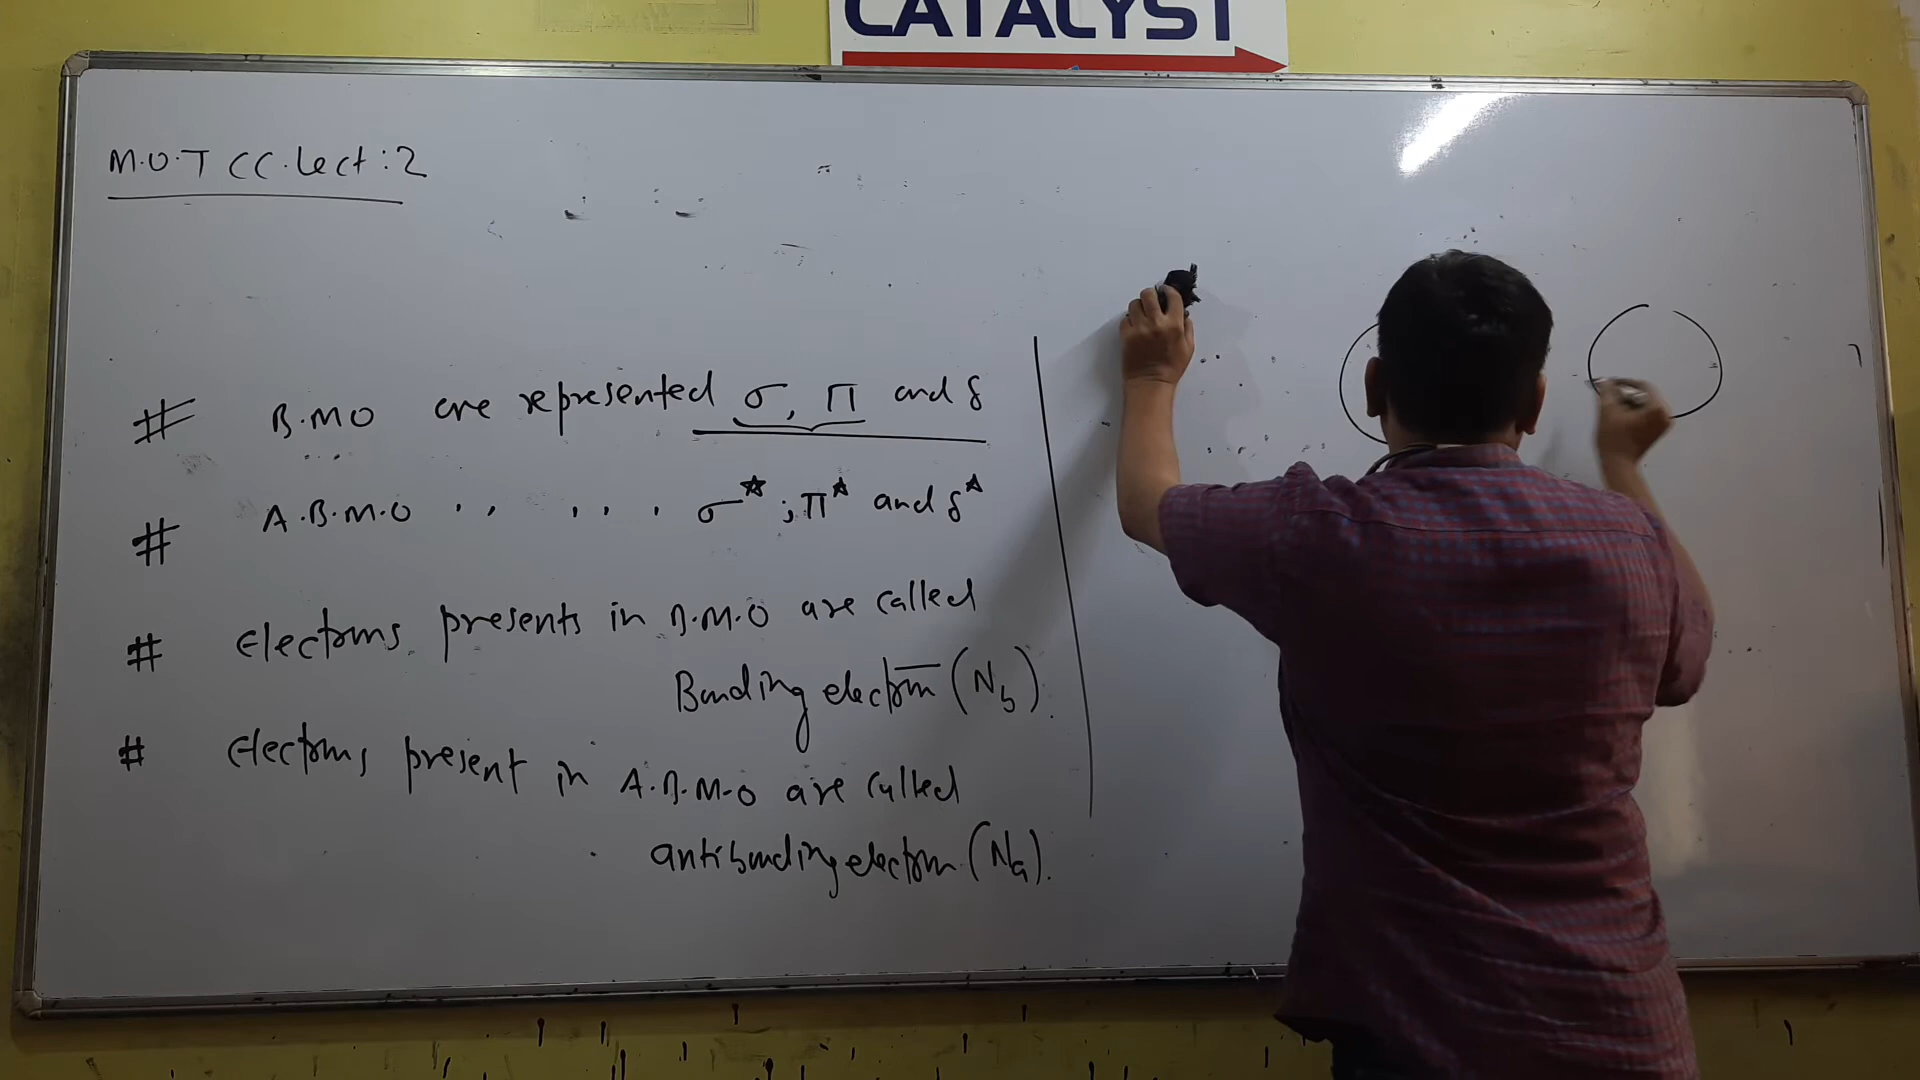 CATALYST
M.O.T CC.Lect:2
# B.MO are represented σ, π and δ
# A.B.M.O . . . . . σ*; π* and δ*
# Electrons presents in B.M.O are called
Bonding electron (Nb).
# Electrons present in A.B.M.O are called
antibonding electron (Na).